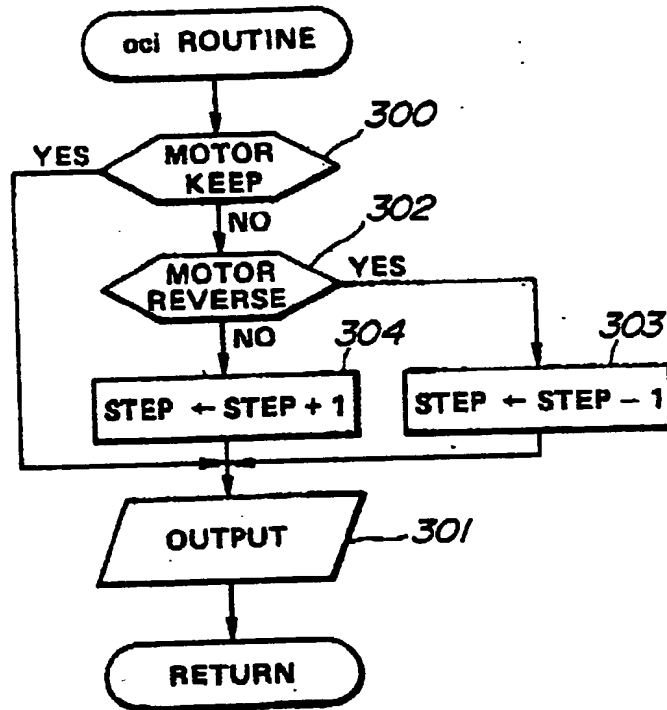 oci ROUTINE
300
YES
MOTOR
KEEP
NO
302
MOTOR
REVERSE
YES
NO
304
303
STEP ← STEP + 1
STEP ← STEP - 1
OUTPUT
301
RETURN